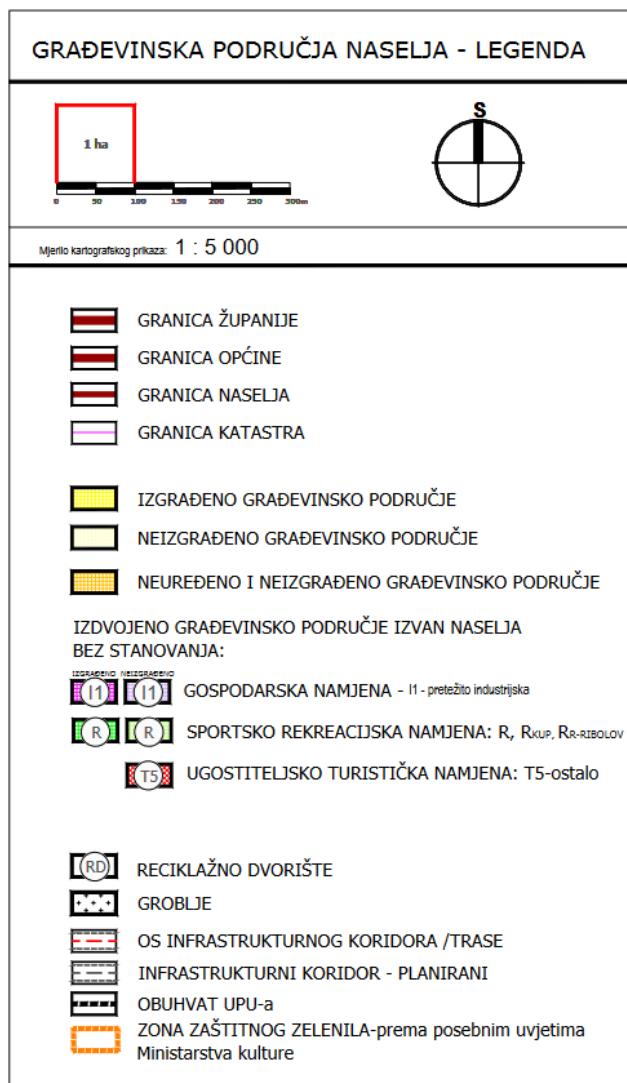 GRAĐEVINSKA PODRUČJA NASELJA - LEGENDA
S
1 ha
0 50 100 150 200 250 300m
Mjerilo kartografskog prikaza: 1 : 5 000
GRANICA ŽUPANIJE
GRANICA OPĆINE
GRANICA NASELJA
GRANICA KATASTRA
IZGRAĐENO GRAĐEVINSKO PODRUČJE
NEIZGRAĐENO GRAĐEVINSKO PODRUČJE
NEUREĐENO I NEIZGRAĐENO GRAĐEVINSKO PODRUČJE
IZDVOJENO GRAĐEVINSKO PODRUČJE IZVAN NASELJA
BEZ STANOVANJA:
IZGRAĐENO NEIZGRAĐENO
I1 I1 GOSPODARSKA NAMJENA - I1 - pretežito industrijska
R R SPORTSKO REKREACIJSKA NAMJENA: R, RKUP, RR-RIBOLOV
T5 UGOSTITELJSKO TURISTIČKA NAMJENA: T5-ostalo
RD RECIKLAŽNO DVORIŠTE
GROBLJE
OS INFRASTRUKTURNOG KORIDORA /TRASE
INFRASTRUKTURNI KORIDOR - PLANIRANI
OBUHVAT UPU-a
ZONA ZAŠTITNOG ZELENILA-prema posebnim uvjetima
Ministarstva kulture